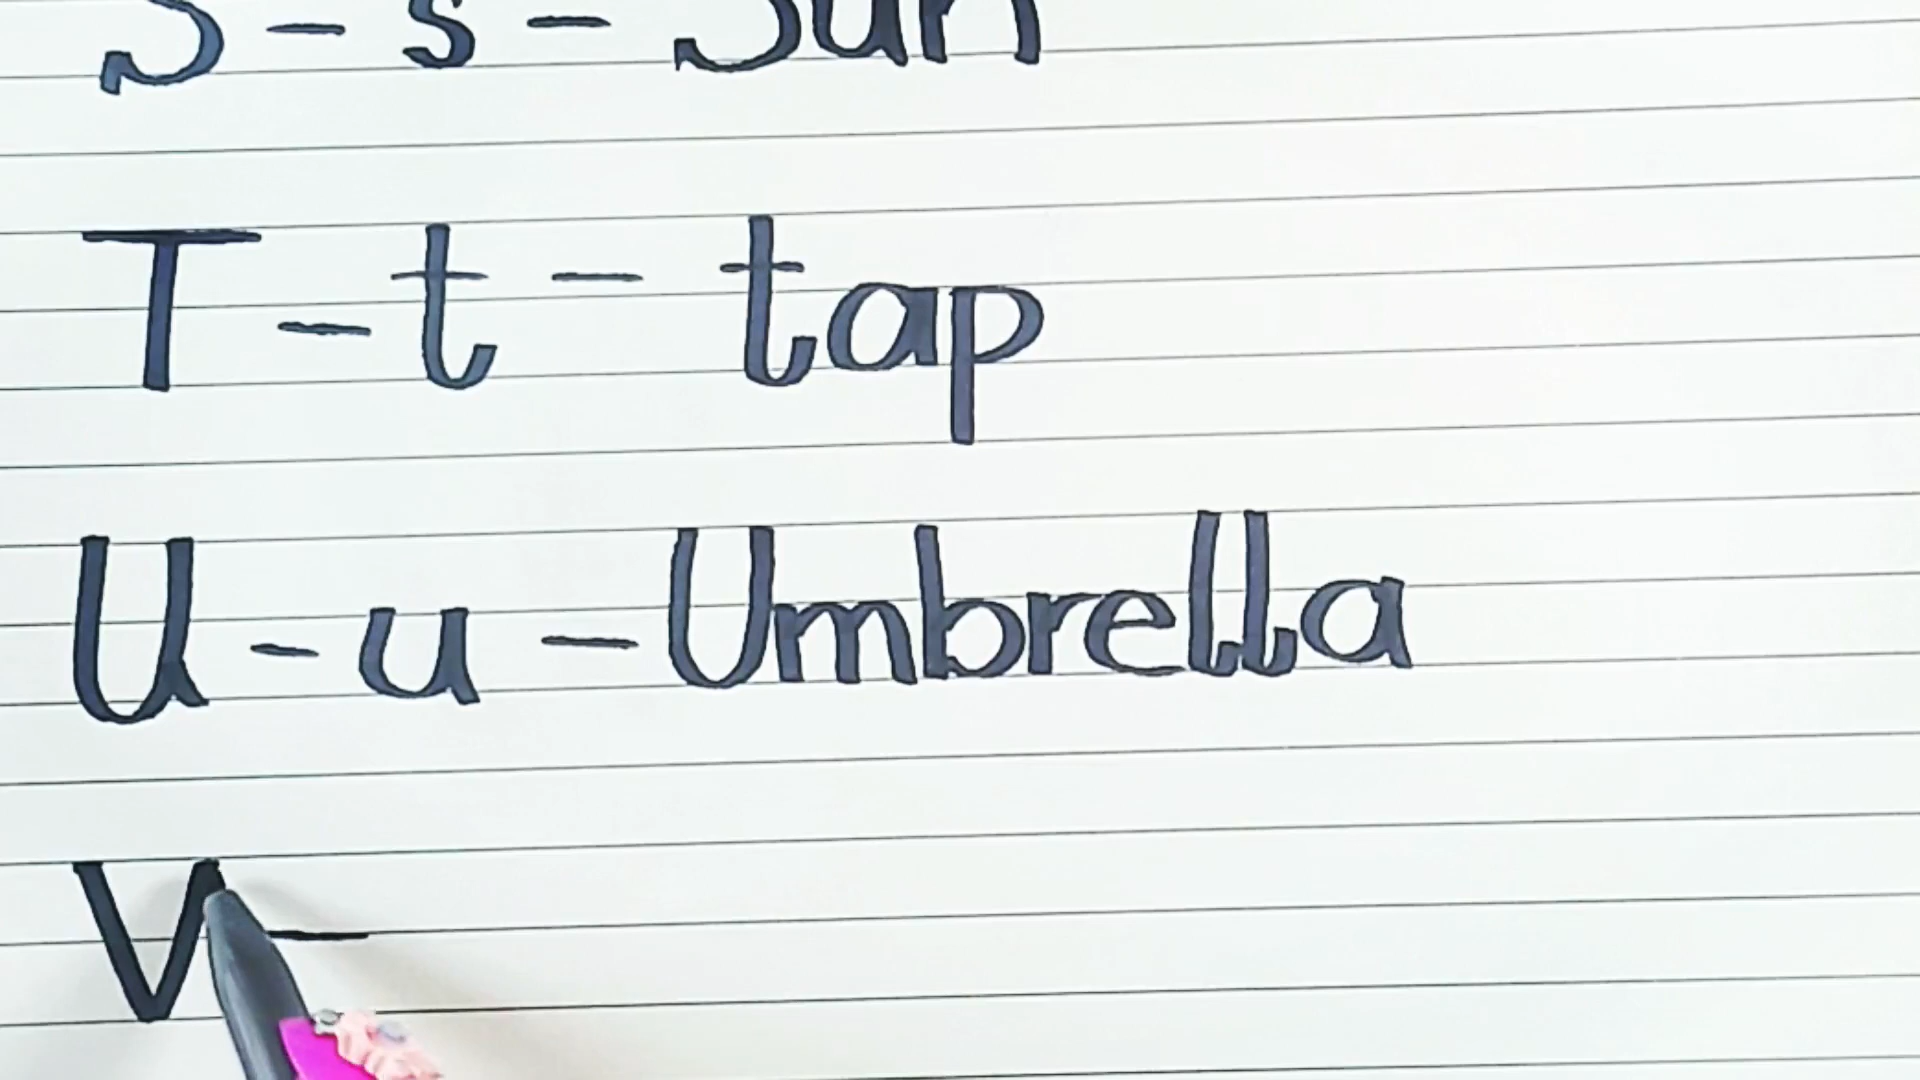 S - s - Sun
T - t - tap
U - u - Umbrella
V -